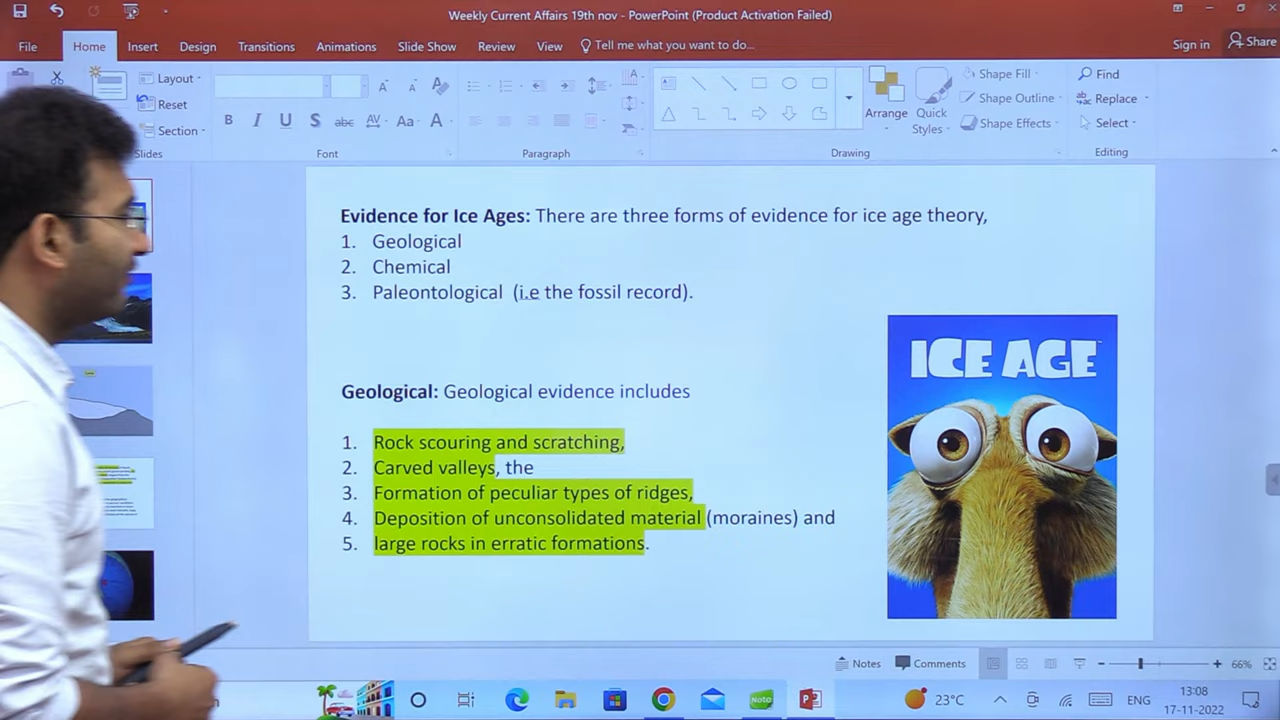 Weekly Current Affairs 19th nov - PowerPoint (Product Activation Failed)
File Home Insert Design Transitions Animations Slide Show Review View Tell me what you want to do... Sign in Share
Layout
Reset
Section
Slides
Font
Paragraph
Arrange
Quick Styles
Shape Fill
Shape Outline
Shape Effects
Drawing
Find
Replace
Select
Editing
Evidence for Ice Ages: There are three forms of evidence for ice age theory,
1. Geological
2. Chemical
3. Paleontological (i.e the fossil record).
ICE AGE
Geological: Geological evidence includes
1. Rock scouring and scratching,
2. Carved valleys, the
3. Formation of peculiar types of ridges,
4. Deposition of unconsolidated material (moraines) and
5. large rocks in erratic formations.
Notes Comments 66%
23°C ENG 13:08
17-11-2022